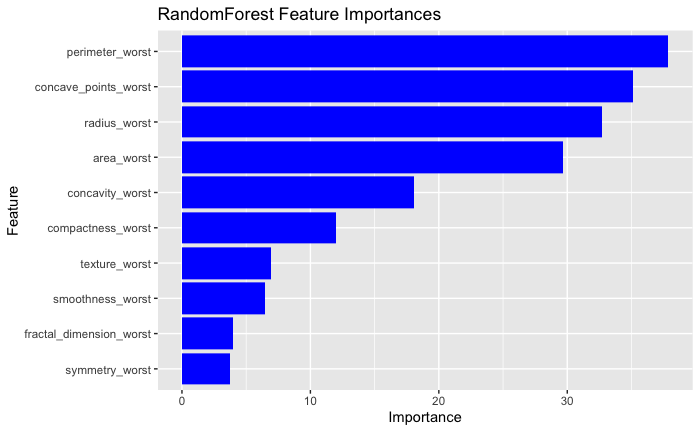 RandomForest Feature Importances
perimeter_worst
concave_points_worst
radius_worst
area_worst
concavity_worst
compactness_worst
texture_worst
smoothness_worst
fractal_dimension_worst
symmetry_worst
Feature
0 10 20 30
Importance